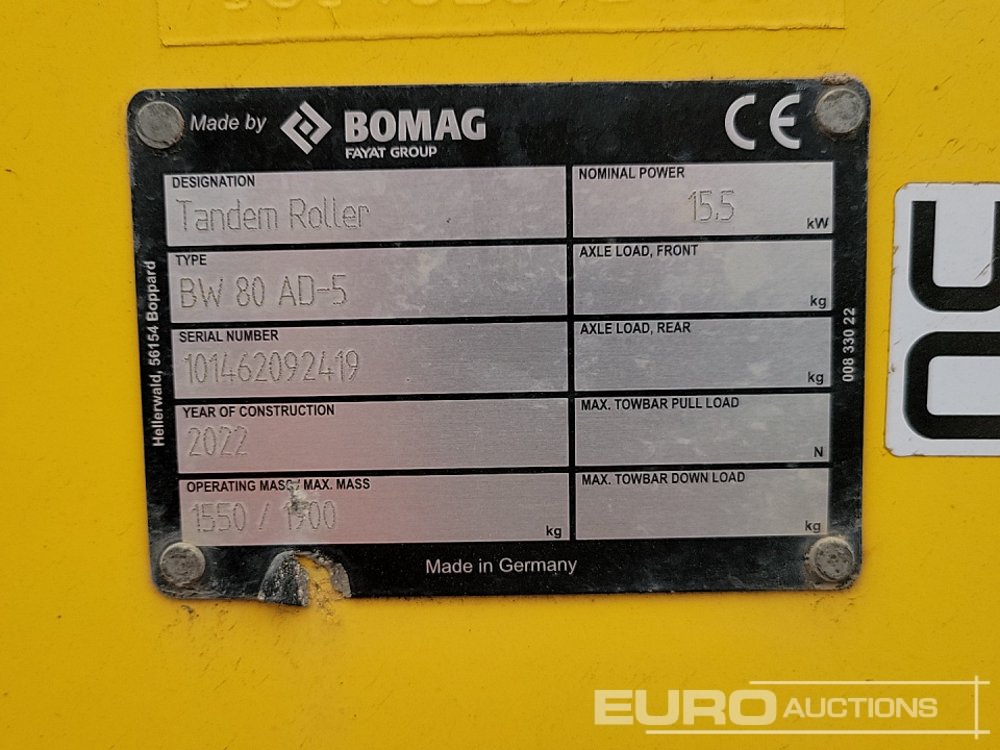 Made by BOMAG CE
FAYAT GROUP
DESIGNATION
Tandem Roller
NOMINAL POWER
15.5 kW
TYPE
BW 80 AD-5
AXLE LOAD, FRONT
kg
SERIAL NUMBER
101462092419
AXLE LOAD, REAR
kg
YEAR OF CONSTRUCTION
2022
MAX. TOWBAR PULL LOAD
N
OPERATING MASS / MAX. MASS
1550 / 1900 kg
MAX. TOWBAR DOWN LOAD
kg
Made in Germany
Hellerwald, 56154 Boppard
008 330 22
EURO AUCTIONS